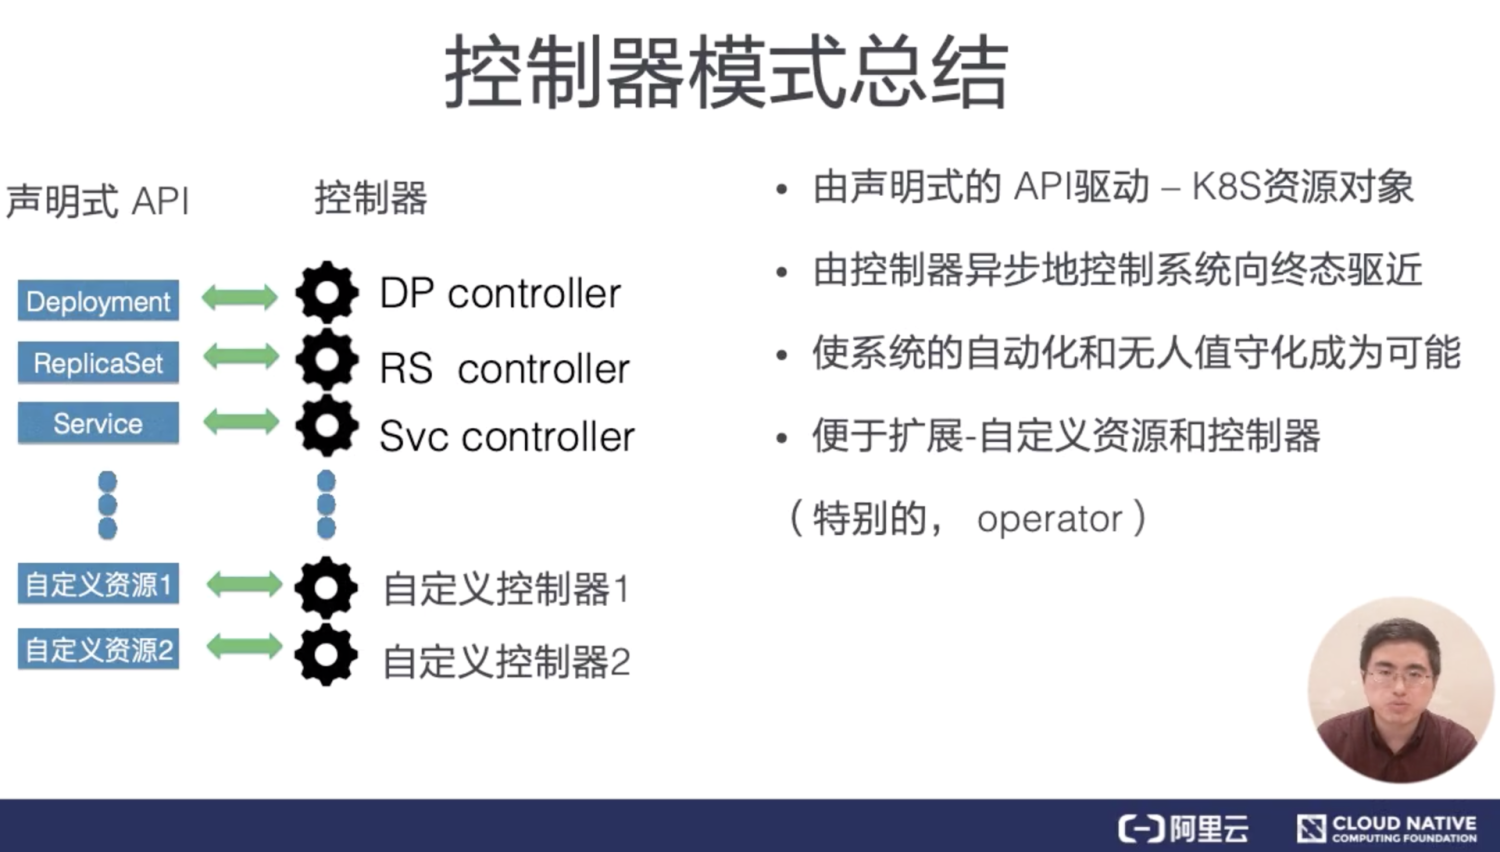 控制器模式总结
声明式 API
控制器
Deployment
DP controller
ReplicaSet
RS controller
Service
Svc controller
自定义资源1
自定义控制器1
自定义资源2
自定义控制器2
• 由声明式的 API驱动 – K8S资源对象
• 由控制器异步地控制系统向终态驱近
• 使系统的自动化和无人值守化成为可能
• 便于扩展-自定义资源和控制器
（特别的， operator）
阿里云
CLOUD NATIVE
COMPUTING FOUNDATION